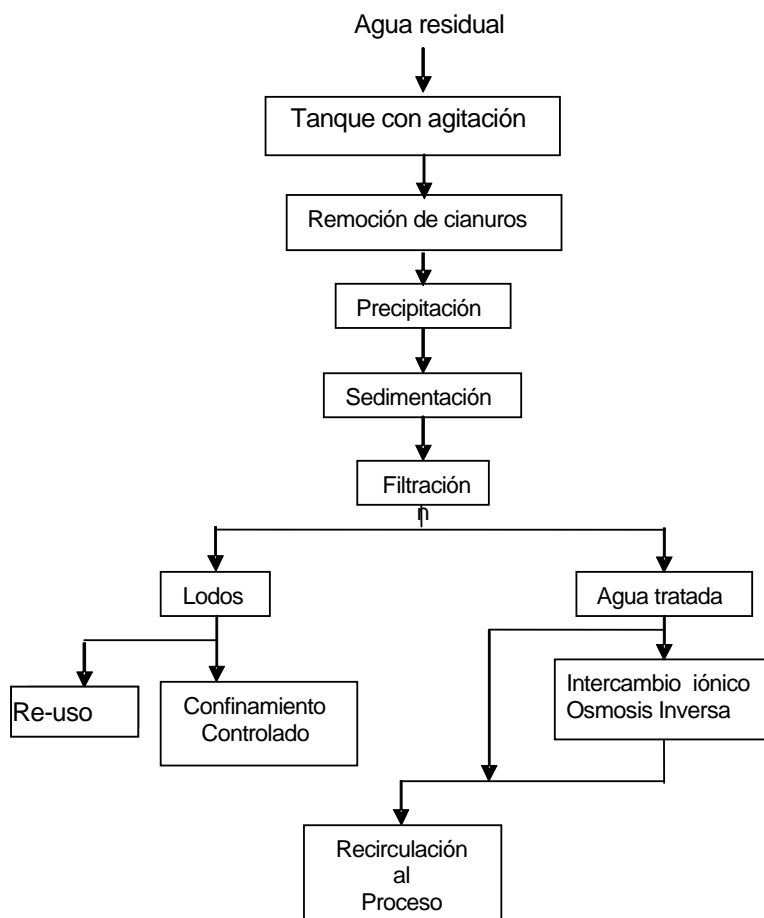 Agua residual
Tanque con agitación
Remoción de cianuros
Precipitación
Sedimentación
Filtración
n
Lodos
Agua tratada
Re-uso
Confinamiento
Controlado
Intercambio iónico
Osmosis Inversa
Recirculación
al
Proceso